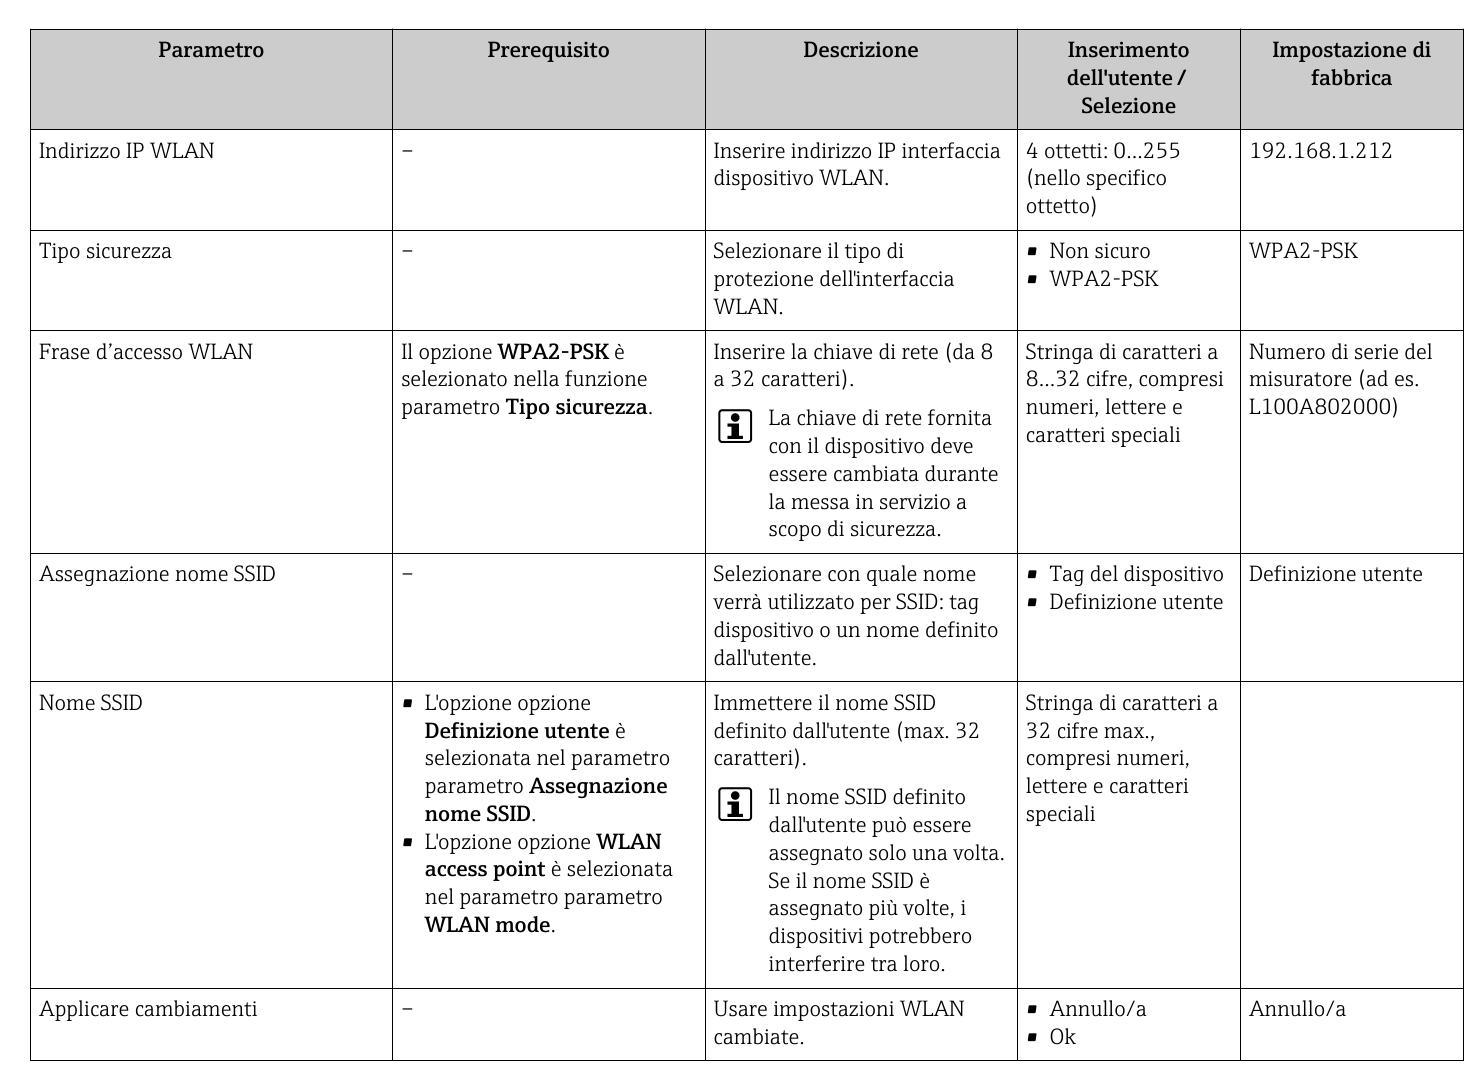 Parametro
Prerequisito
Descrizione
Inserimento
dell'utente /
Selezione
Impostazione di
fabbrica
Indirizzo IP WLAN
–
Inserire indirizzo IP interfaccia
dispositivo WLAN.
4 ottetti: 0...255
(nello specifico
ottetto)
192.168.1.212
Tipo sicurezza
–
Selezionare il tipo di
protezione dell'interfaccia
WLAN.
▪ Non sicuro
▪ WPA2-PSK
WPA2-PSK
Frase d’accesso WLAN
Il opzione WPA2-PSK è
selezionato nella funzione
parametro Tipo sicurezza.
Inserire la chiave di rete (da 8
a 32 caratteri).
La chiave di rete fornita
con il dispositivo deve
essere cambiata durante
la messa in servizio a
scopo di sicurezza.
Stringa di caratteri a
8...32 cifre, compresi
numeri, lettere e
caratteri speciali
Numero di serie del
misuratore (ad es.
L100A802000)
Assegnazione nome SSID
–
Selezionare con quale nome
verrà utilizzato per SSID: tag
dispositivo o un nome definito
dall'utente.
▪ Tag del dispositivo
▪ Definizione utente
Definizione utente
Nome SSID
▪ L'opzione opzione
Definizione utente è
selezionata nel parametro
parametro Assegnazione
nome SSID.
▪ L'opzione opzione WLAN
access point è selezionata
nel parametro parametro
WLAN mode.
Immettere il nome SSID
definito dall'utente (max. 32
caratteri).
Il nome SSID definito
dall'utente può essere
assegnato solo una volta.
Se il nome SSID è
assegnato più volte, i
dispositivi potrebbero
interferire tra loro.
Stringa di caratteri a
32 cifre max.,
compresi numeri,
lettere e caratteri
speciali
Applicare cambiamenti
–
Usare impostazioni WLAN
cambiate.
▪ Annullo/a
▪ Ok
Annullo/a